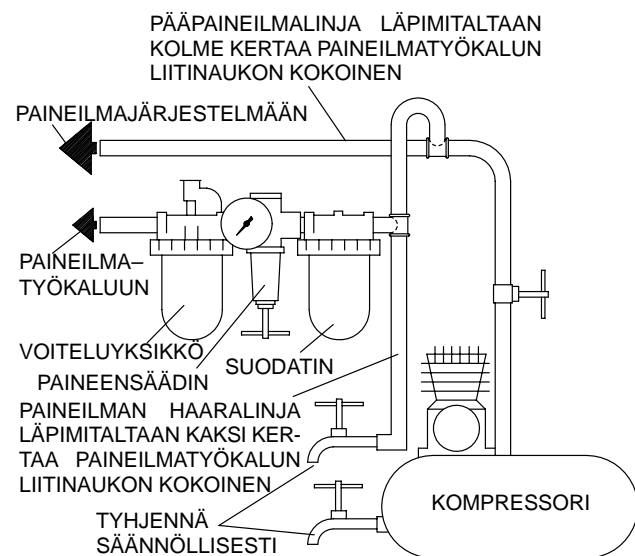 PÄÄPAINEILMALINJA LÄPIMITALTAAN
KOLME KERTAA PAINEILMATYÖKALUN
LIITINAUKON KOKOINEN
PAINEILMAJÄRJESTELMÄÄN
PAINEILMA–
TYÖKALUUN
VOITELUYKSIKKÖ
SUODATIN
PAINEENSÄÄDIN
PAINEILMAN HAARALINJA
LÄPIMITALTAAN KAKSI KER-
TAA PAINEILMATYÖKALUN
LIITINAUKON KOKOINEN
KOMPRESSORI
TYHJENNÄ
SÄÄNNÖLLISESTI